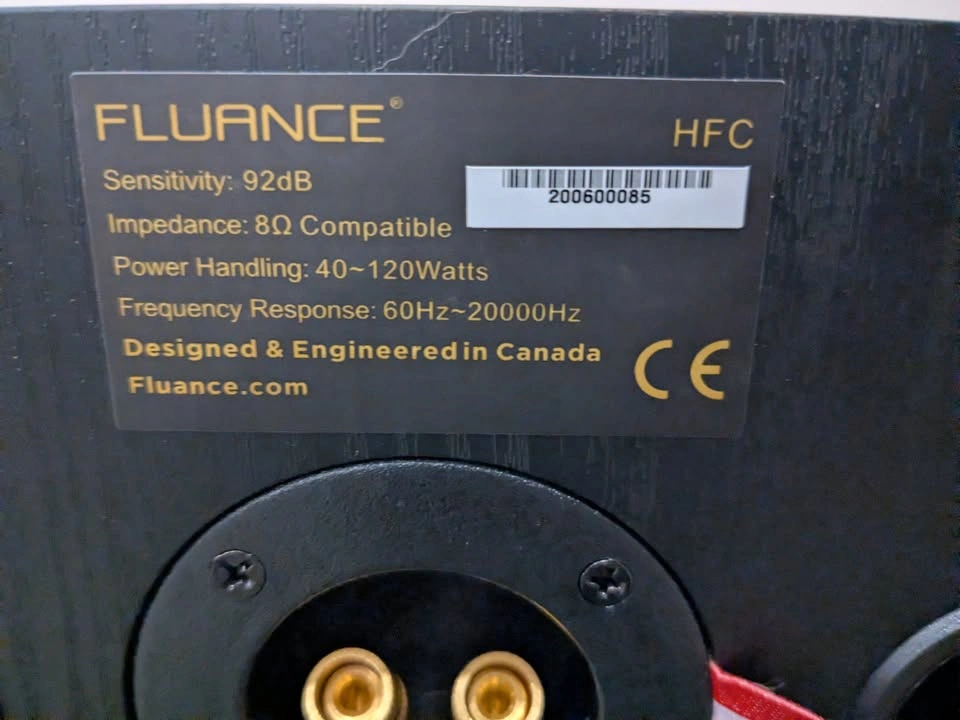 FLUANCE®
HFC
Sensitivity: 92dB
200600085
Impedance: 8Ω Compatible
Power Handling: 40~120Watts
Frequency Response: 60Hz~20000Hz
Designed & Engineered in Canada
Fluance.com
CE